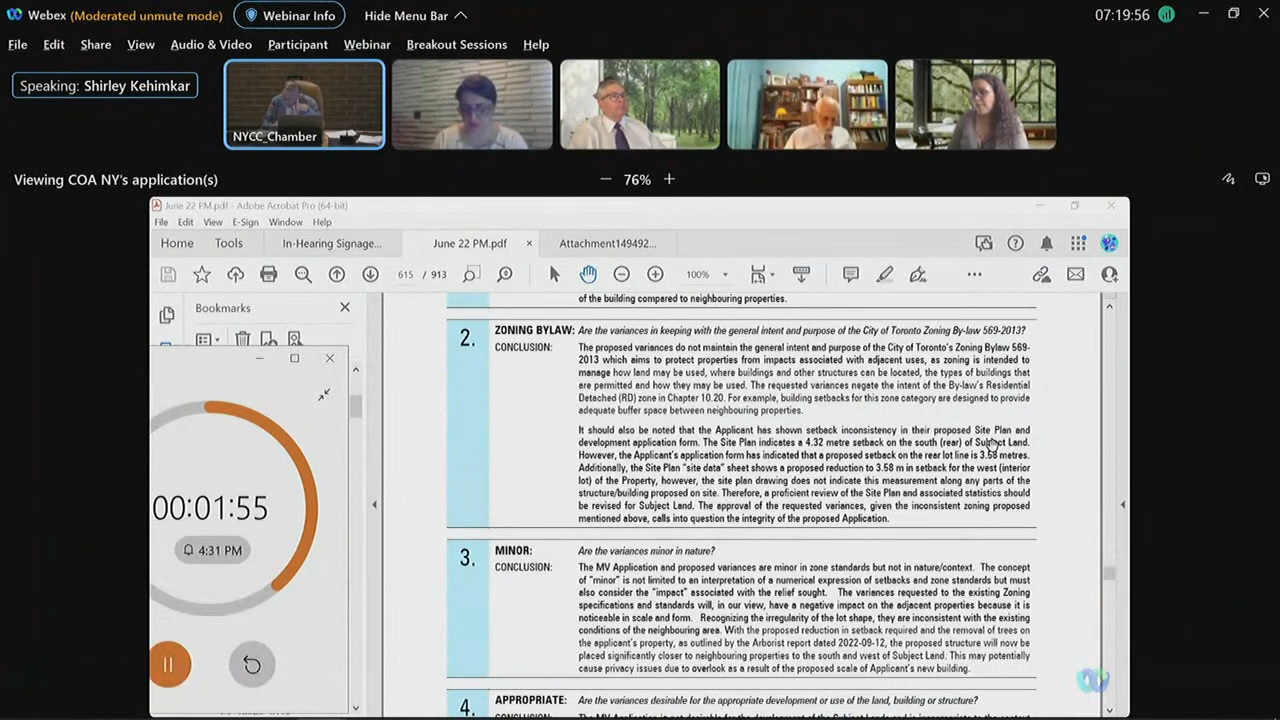 Webex (Moderated unmute mode) Webinar Info Hide Menu Bar 07:19:56
File Edit Share View Audio & Video Participant Webinar Breakout Sessions Help
Speaking: Shirley Kehimkar
NYCC_Chamber
Viewing COA NY's application(s) 76%
June 22 PM.pdf - Adobe Acrobat Pro (64-bit)
File Edit View E-Sign Window Help
Home Tools In-Hearing Signage... June 22 PM.pdf × Attachment149492...
615 / 913 100%
Bookmarks
00:01:55
4:31 PM
of the building compared to neighbouring properties.
2. ZONING BYLAW: Are the variances in keeping with the general intent and purpose of the City of Toronto Zoning By-law 569-2013?
CONCLUSION: The proposed variances do not maintain the general intent and purpose of the City of Toronto's Zoning Bylaw 569-
2013 which aims to protect properties from impacts associated with adjacent uses, as zoning is intended to
manage how land may be used, where buildings and other structures can be located, the types of buildings that
are permitted and how they may be used. The requested variances negate the intent of the By-law's Residential
Detached (RD) zone in Chapter 10.20. For example, building setbacks for this zone category are designed to provide
adequate buffer space between neighbouring properties.
It should also be noted that the Applicant has shown setback inconsistency in their proposed Site Plan and
development application form. The Site Plan indicates a 4.32 metre setback on the south (rear) of Subject Land.
However, the Applicant's application form has indicated that a proposed setback on the rear lot line is 3.58 metres.
Additionally, the Site Plan "site data" sheet shows a proposed reduction to 3.58 m in setback for the west (interior
lot) of the Property, however, the site plan drawing does not indicate this measurement along any parts of the
structure/building proposed on site. Therefore, a proficient review of the Site Plan and associated statistics should
be revised for Subject Land. The approval of the requested variances, given the inconsistent zoning proposed
mentioned above, calls into question the integrity of the proposed Application.
3. MINOR: Are the variances minor in nature?
CONCLUSION: The MV Application and proposed variances are minor in zone standards but not in nature/context. The concept
of "minor" is not limited to an interpretation of a numerical expression of setbacks and zone standards but must
also consider the "impact" associated with the relief sought. The variances requested to the existing Zoning
specifications and standards will, in our view, have a negative impact on the adjacent properties because it is
noticeable in scale and form. Recognizing the irregularity of the lot shape, they are inconsistent with the existing
conditions of the neighbouring area. With the proposed reduction in setback required and the removal of trees on
the applicant's property, as outlined by the Arborist report dated 2022-09-12, the proposed structure will now be
placed significantly closer to neighbouring properties to the south and west of Subject Land. This may potentially
cause privacy issues due to overlook as a result of the proposed scale of Applicant's new building.
4. APPROPRIATE: Are the variances desirable for the appropriate development or use of the land, building or structure?